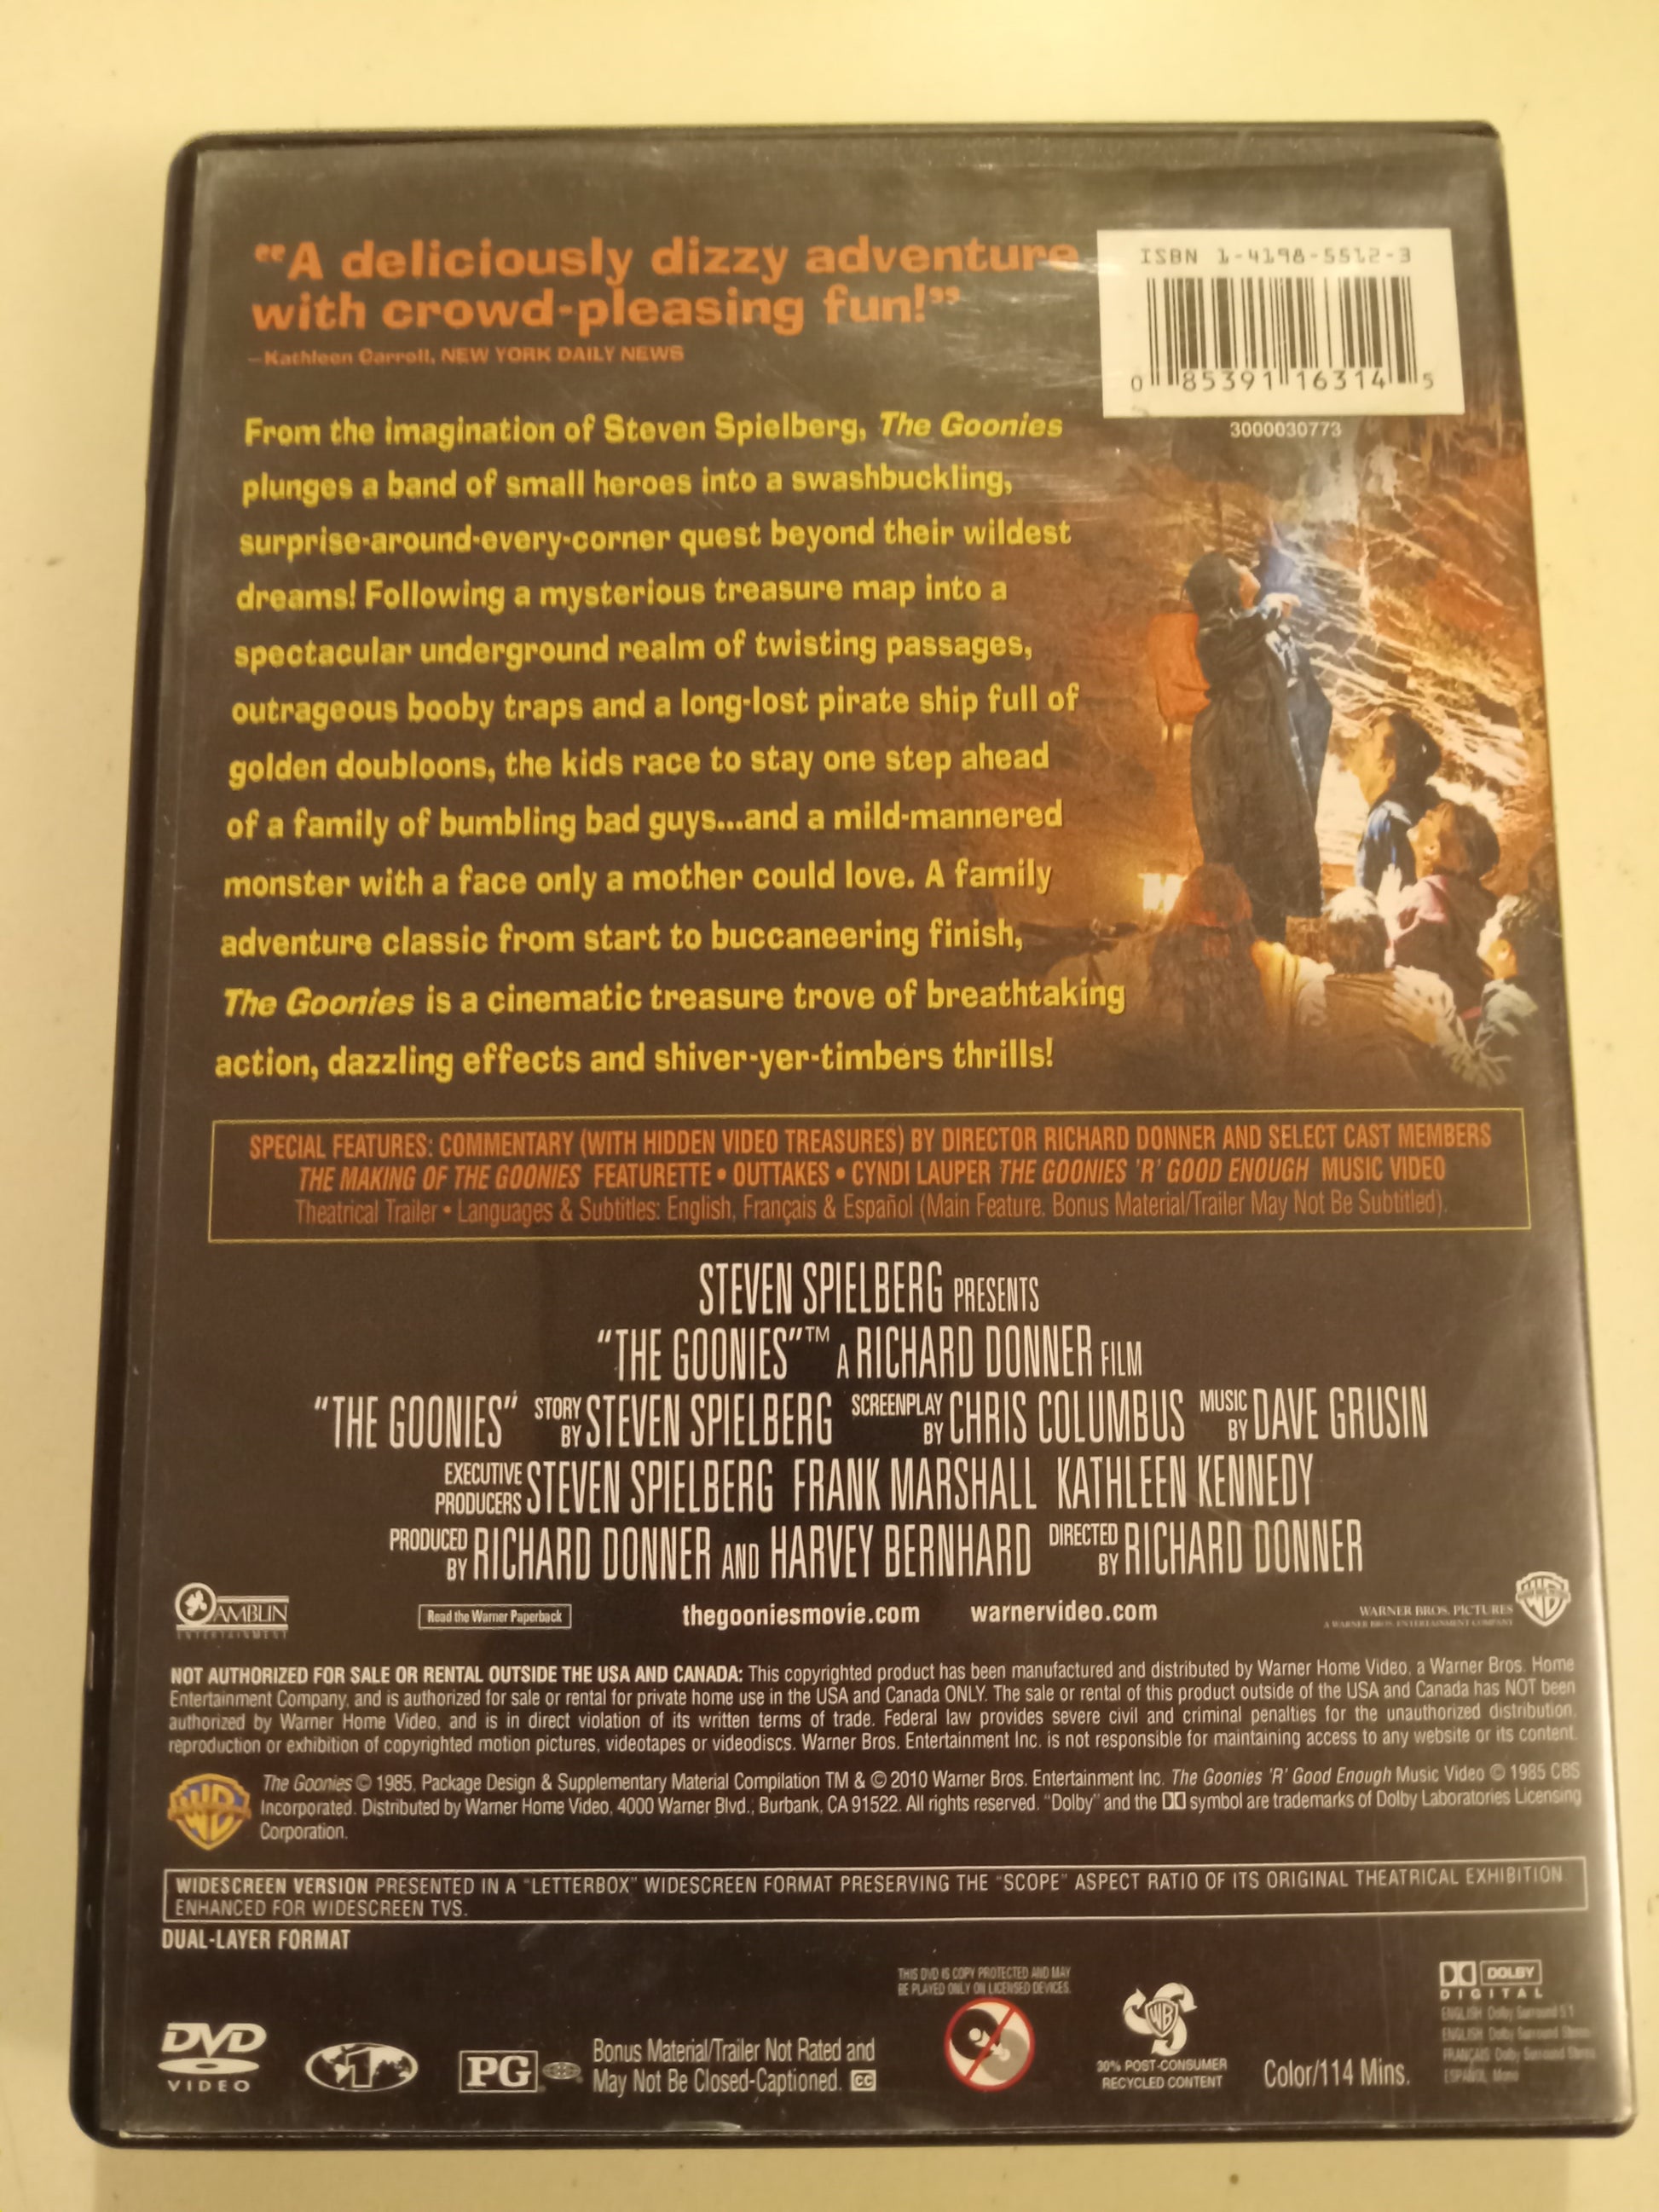 “A deliciously dizzy adventure
with crowd-pleasing fun!”
—Kathleen Carroll, NEW YORK DAILY NEWS
ISBN 1-4198-5512-3
0 85391 16314 5
3000030773
From the imagination of Steven Spielberg, The Goonies
plunges a band of small heroes into a swashbuckling,
surprise-around-every-corner quest beyond their wildest
dreams! Following a mysterious treasure map into a
spectacular underground realm of twisting passages,
outrageous booby traps and a long-lost pirate ship full of
golden doubloons, the kids race to stay one step ahead
of a family of bumbling bad guys...and a mild-mannered
monster with a face only a mother could love. A family
adventure classic from start to buccaneering finish,
The Goonies is a cinematic treasure trove of breathtaking
action, dazzling effects and shiver-yer-timbers thrills!
SPECIAL FEATURES: COMMENTARY (WITH HIDDEN VIDEO TREASURES) BY DIRECTOR RICHARD DONNER AND SELECT CAST MEMBERS
THE MAKING OF THE GOONIES FEATURETTE • OUTTAKES • CYNDI LAUPER THE GOONIES 'R' GOOD ENOUGH MUSIC VIDEO
Theatrical Trailer • Languages & Subtitles: English, Français & Español (Main Feature. Bonus Material/Trailer May Not Be Subtitled).
STEVEN SPIELBERG PRESENTS
“THE GOONIES”™ A RICHARD DONNER FILM
“THE GOONIES” STORY BY STEVEN SPIELBERG SCREENPLAY BY CHRIS COLUMBUS MUSIC BY DAVE GRUSIN
EXECUTIVE PRODUCERS STEVEN SPIELBERG FRANK MARSHALL KATHLEEN KENNEDY
PRODUCED BY RICHARD DONNER AND HARVEY BERNHARD DIRECTED BY RICHARD DONNER
AMBLIN
ENTERTAINMENT
Read the Warner Paperback
thegooniesmovie.com warnervideo.com
WARNER BROS. PICTURES
A WARNER BROS. ENTERTAINMENT COMPANY
NOT AUTHORIZED FOR SALE OR RENTAL OUTSIDE THE USA AND CANADA: This copyrighted product has been manufactured and distributed by Warner Home Video, a Warner Bros. Home
Entertainment Company, and is authorized for sale or rental for private home use in the USA and Canada ONLY. The sale or rental of this product outside of the USA and Canada has NOT been
authorized by Warner Home Video, and is in direct violation of its written terms of trade. Federal law provides severe civil and criminal penalties for the unauthorized distribution,
reproduction or exhibition of copyrighted motion pictures, videotapes or videodiscs. Warner Bros. Entertainment Inc. is not responsible for maintaining access to any website or its content.
The Goonies © 1985, Package Design & Supplementary Material Compilation TM & © 2010 Warner Bros. Entertainment Inc. The Goonies 'R' Good Enough Music Video © 1985 CBS
Incorporated. Distributed by Warner Home Video, 4000 Warner Blvd., Burbank, CA 91522. All rights reserved. “Dolby” and the symbol are trademarks of Dolby Laboratories Licensing
Corporation.
WIDESCREEN VERSION PRESENTED IN A “LETTERBOX” WIDESCREEN FORMAT PRESERVING THE “SCOPE” ASPECT RATIO OF ITS ORIGINAL THEATRICAL EXHIBITION.
ENHANCED FOR WIDESCREEN TVS.
DUAL-LAYER FORMAT
DVD
VIDEO
1
PG
Bonus Material/Trailer Not Rated and
May Not Be Closed-Captioned. CC
THIS DVD IS COPY PROTECTED AND MAY
BE PLAYED ONLY ON LICENSED DEVICES.
30% POST-CONSUMER
RECYCLED CONTENT
Color/114 Mins.
DOLBY
DIGITAL
ENGLISH: Dolby Surround 5.1
ENGLISH: Dolby Surround Stereo
FRANÇAIS: Dolby Surround Stereo
ESPAÑOL: Mono